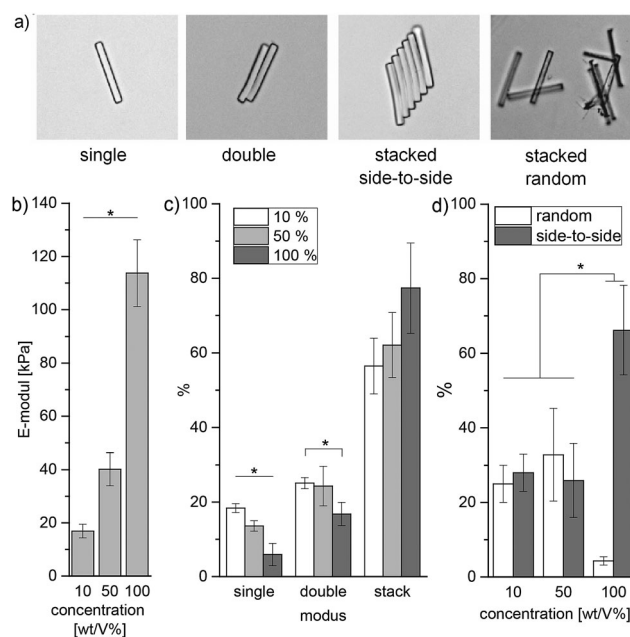 a)
single
double
stacked
side-to-side
stacked
random
b)
*
E-modul [kPa]
140
120
100
80
60
40
20
0
10 50 100
concentration
[wt/V%]
c)
10 %
50 %
100 %
*
*
%
100
80
60
40
20
0
single double stack
modus
d)
random
side-to-side
*
%
100
80
60
40
20
0
10 50 100
concentration [wt/V%]